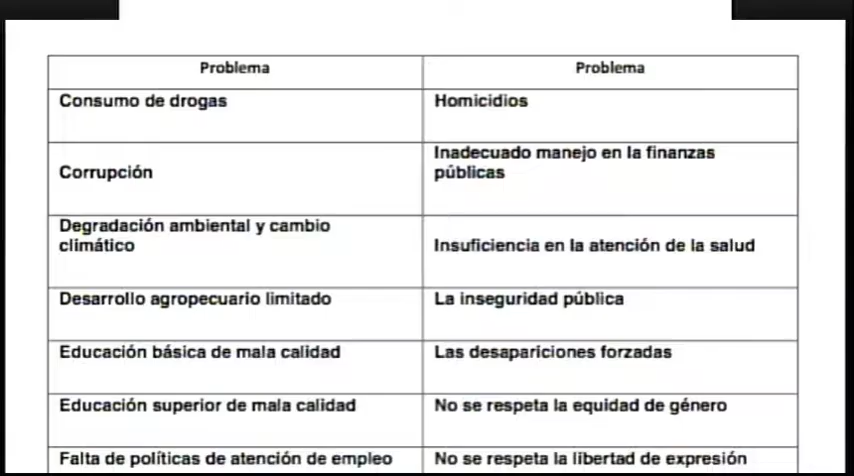 Problema
Problema
Consumo de drogas
Homicidios
Corrupción
Inadecuado manejo en la finanzas
públicas
Degradación ambiental y cambio
climático
Insuficiencia en la atención de la salud
Desarrollo agropecuario limitado
La inseguridad pública
Educación básica de mala calidad
Las desapariciones forzadas
Educación superior de mala calidad
No se respeta la equidad de género
Falta de políticas de atención de empleo
No se respeta la libertad de expresión